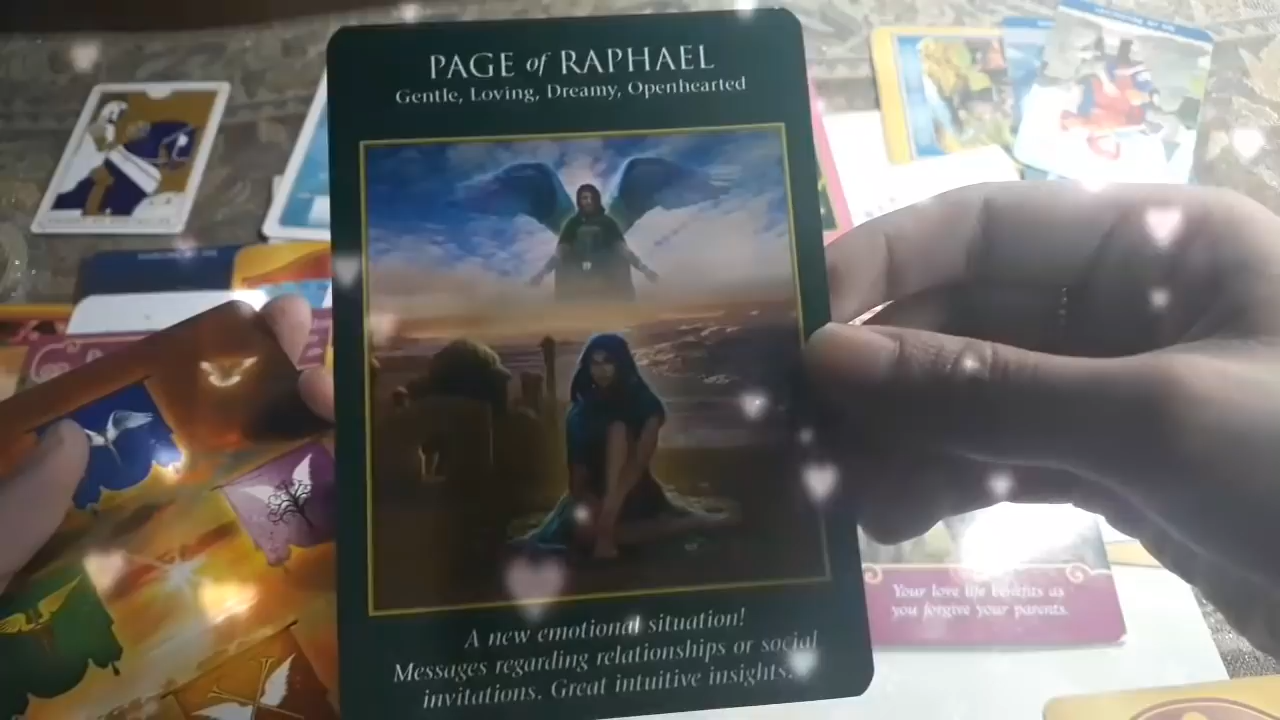 PAGE of RAPHAEL
Gentle, Loving, Dreamy, Openhearted
A new emotional situation!
Messages regarding relationships or social
invitations. Great intuitive insights.
Your love life benefits as
you forgive your parents.